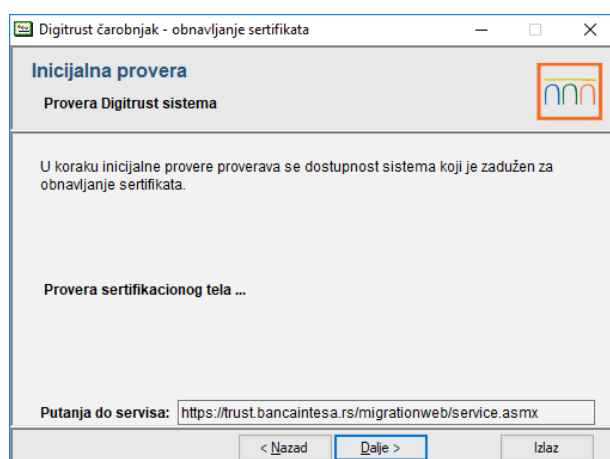 Digitrust čarobnjak - obnavljanje sertifikata
Inicijalna provera
Provera Digitrust sistema
U koraku inicijalne provere proverava se dostupnost sistema koji je zadužen za
obnavljanje sertifikata.
Provera sertifikacionog tela ...
Putanja do servisa: https://trust.bancaintesa.rs/migrationweb/service.asmx
< Nazad Dalje > Izlaz